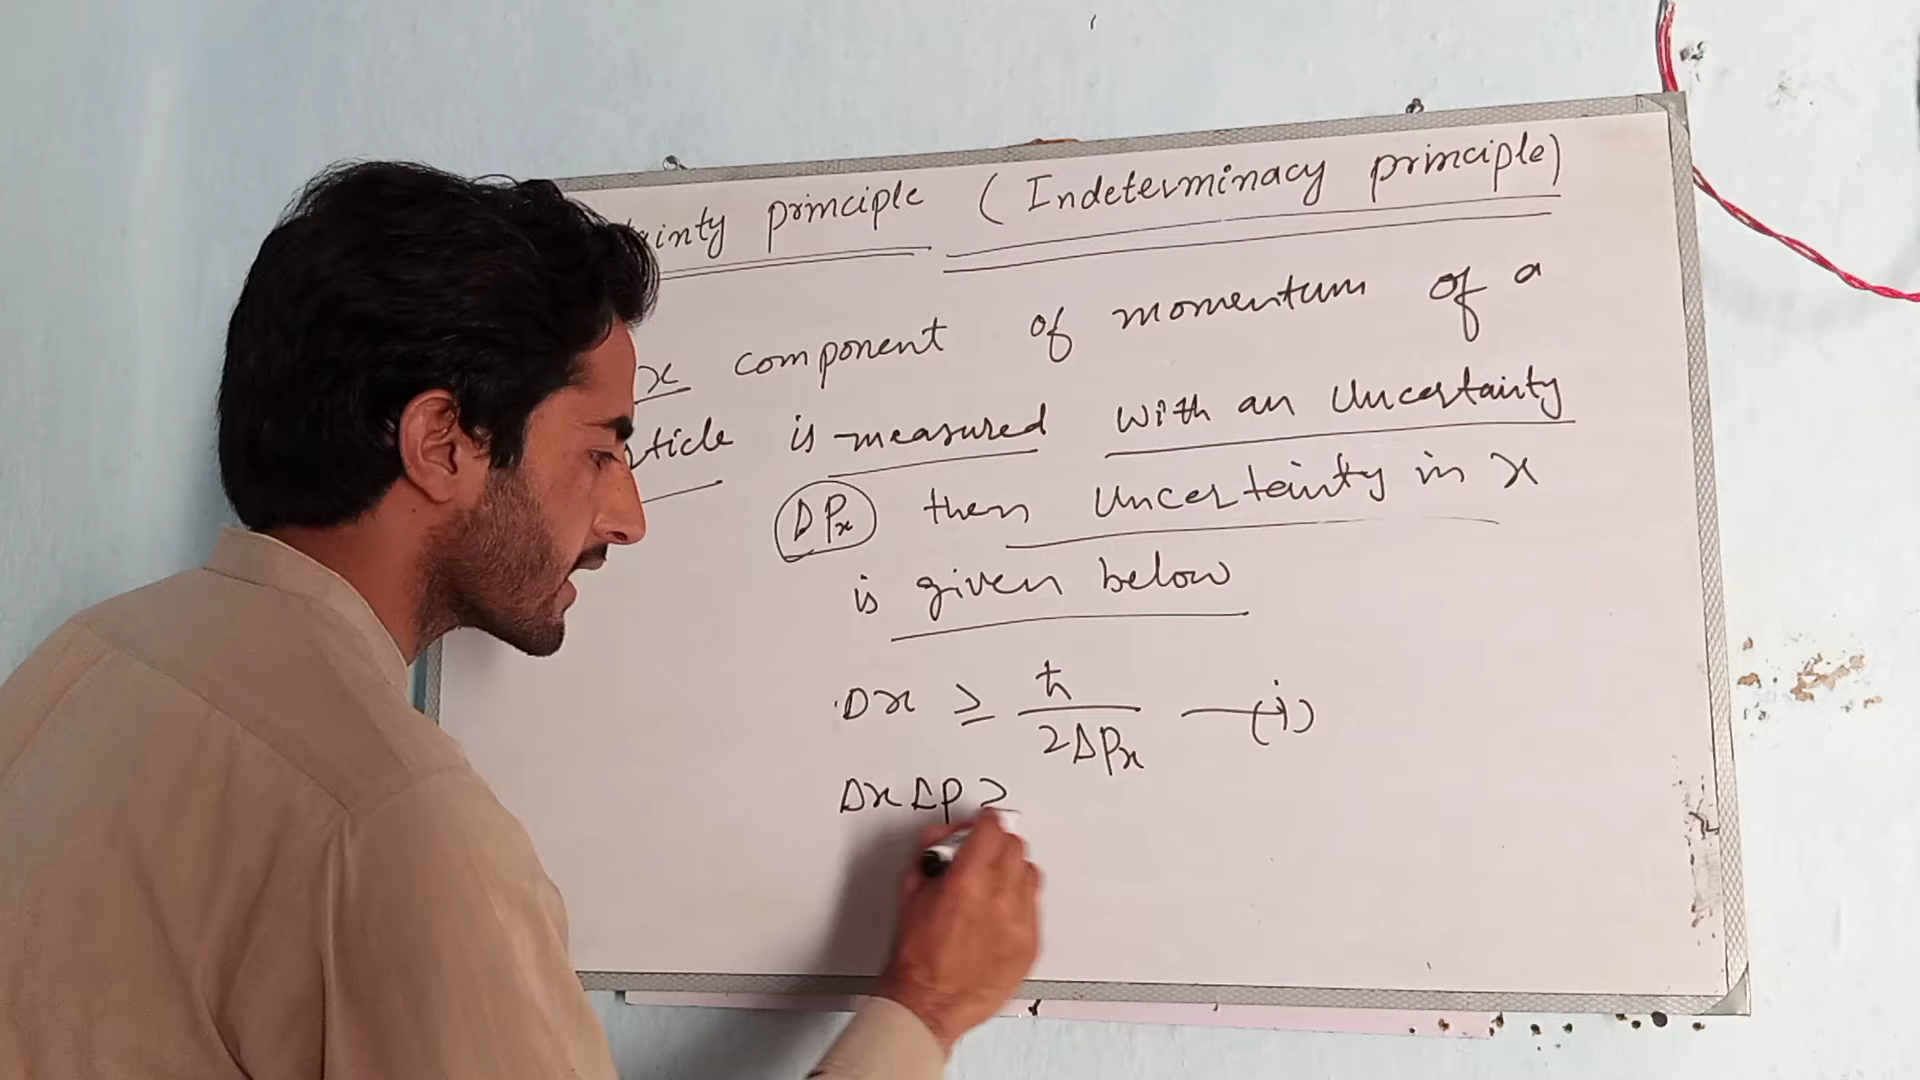 principle (Indeterminacy principle)
x component of momentum of a
is measured with an Uncertainty
ΔPx then Uncertainty in x
is given below
Δx ≥ ħ/2Δpx —(i)
ΔxΔp ≥